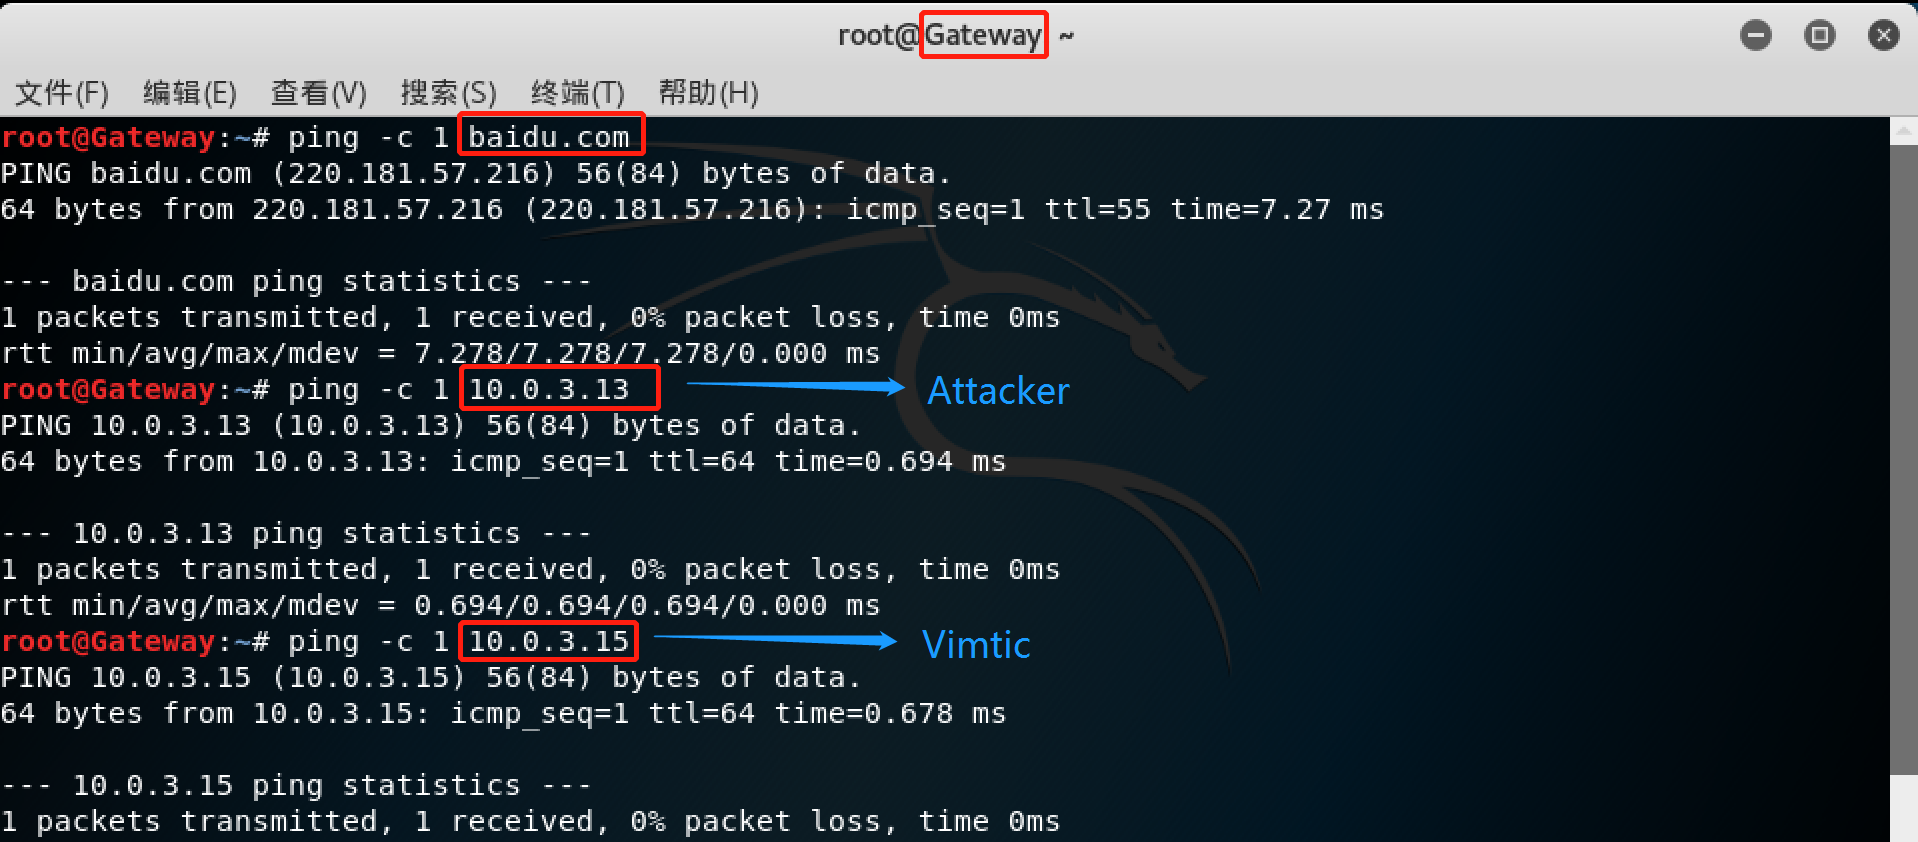 root@Gateway: ~
文件(F) 编辑(E) 查看(V) 搜索(S) 终端(T) 帮助(H)
root@Gateway:~# ping -c 1 baidu.com
PING baidu.com (220.181.57.216) 56(84) bytes of data.
64 bytes from 220.181.57.216 (220.181.57.216): icmp_seq=1 ttl=55 time=7.27 ms
--- baidu.com ping statistics ---
1 packets transmitted, 1 received, 0% packet loss, time 0ms
rtt min/avg/max/mdev = 7.278/7.278/7.278/0.000 ms
root@Gateway:~# ping -c 1 10.0.3.13 Attacker
PING 10.0.3.13 (10.0.3.13) 56(84) bytes of data.
64 bytes from 10.0.3.13: icmp_seq=1 ttl=64 time=0.694 ms
--- 10.0.3.13 ping statistics ---
1 packets transmitted, 1 received, 0% packet loss, time 0ms
rtt min/avg/max/mdev = 0.694/0.694/0.694/0.000 ms
root@Gateway:~# ping -c 1 10.0.3.15 Vimtic
PING 10.0.3.15 (10.0.3.15) 56(84) bytes of data.
64 bytes from 10.0.3.15: icmp_seq=1 ttl=64 time=0.678 ms
--- 10.0.3.15 ping statistics ---
1 packets transmitted, 1 received, 0% packet loss, time 0ms